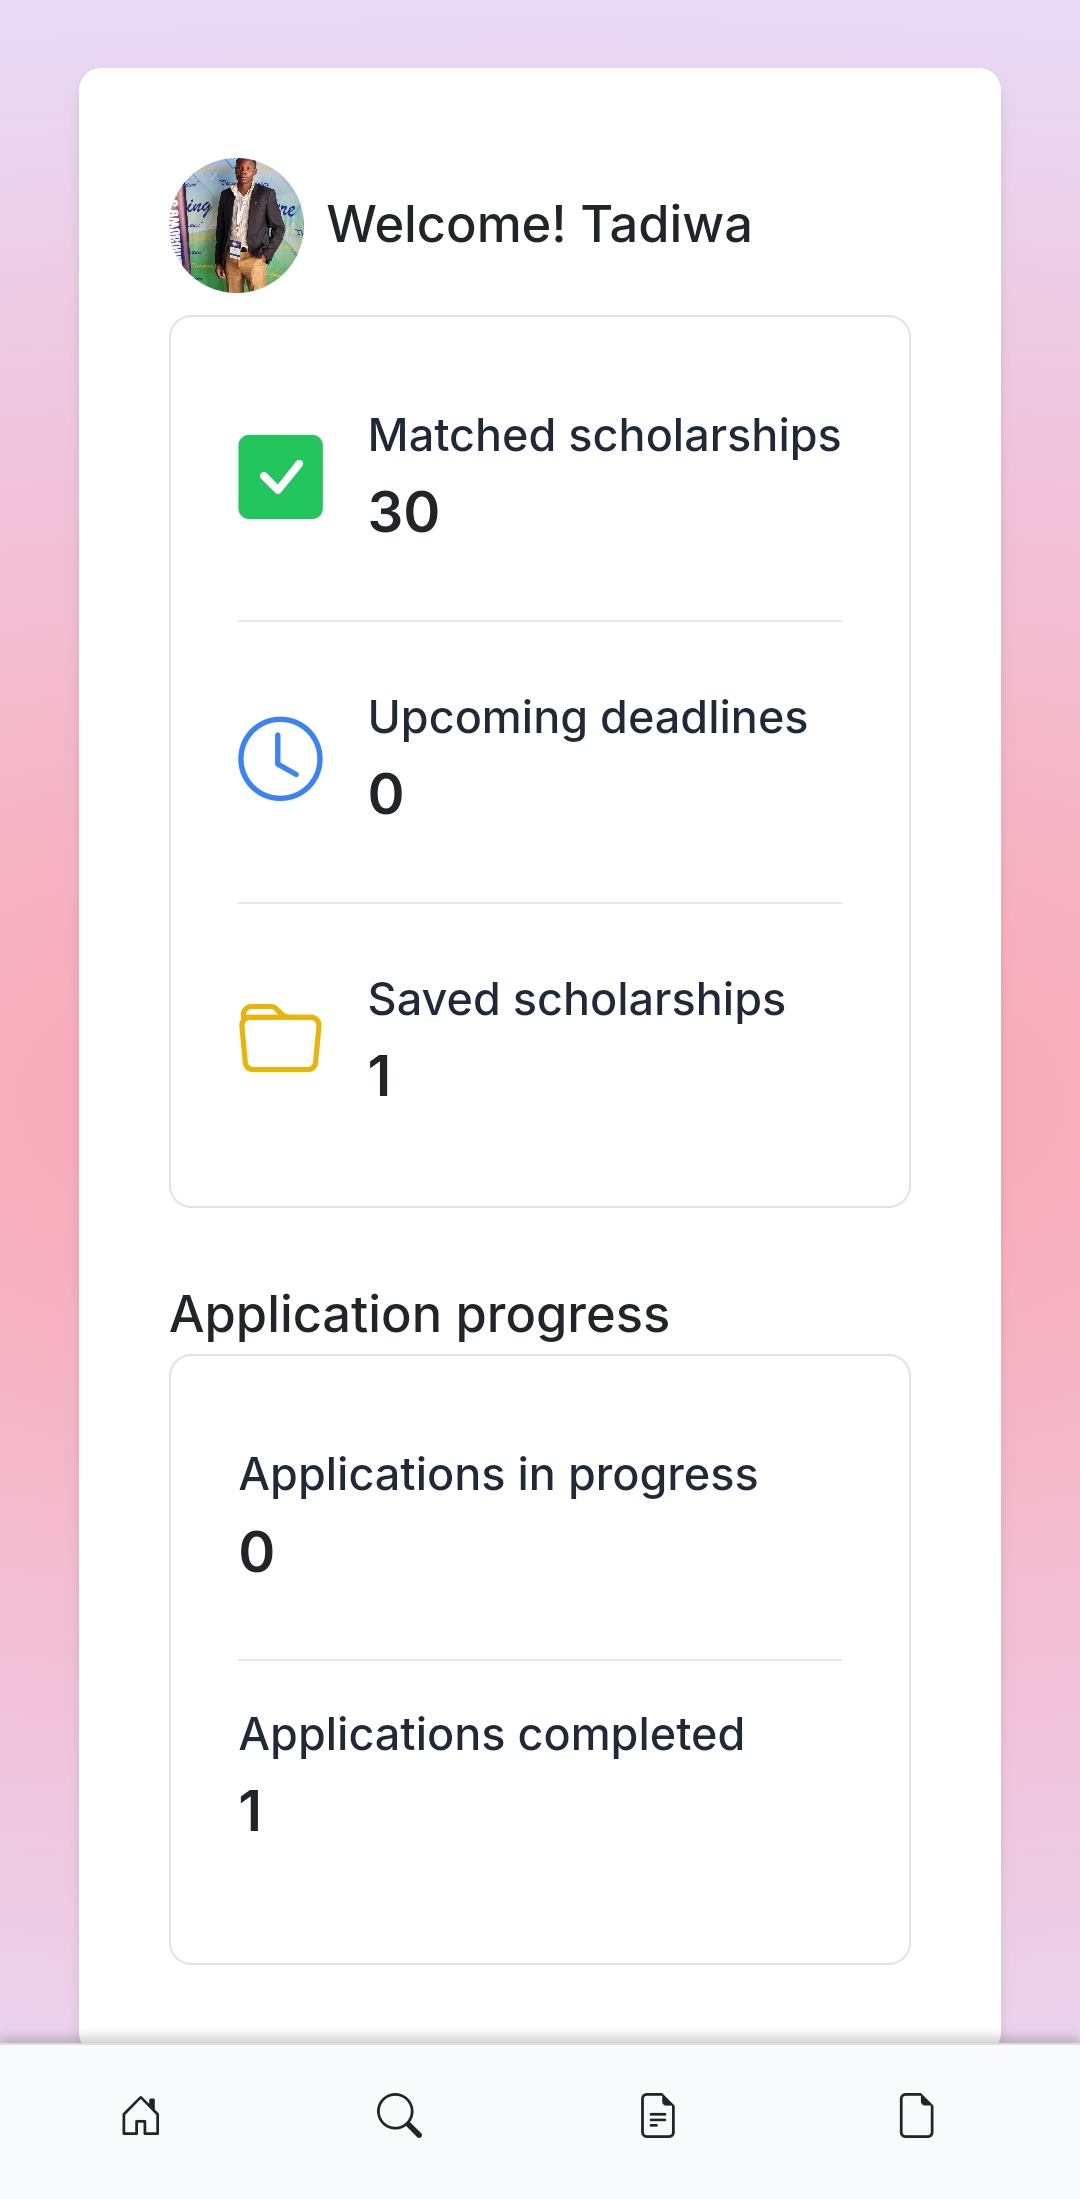 Welcome! Tadiwa
Matched scholarships
30
Upcoming deadlines
0
Saved scholarships
1
Application progress
Applications in progress
0
Applications completed
1